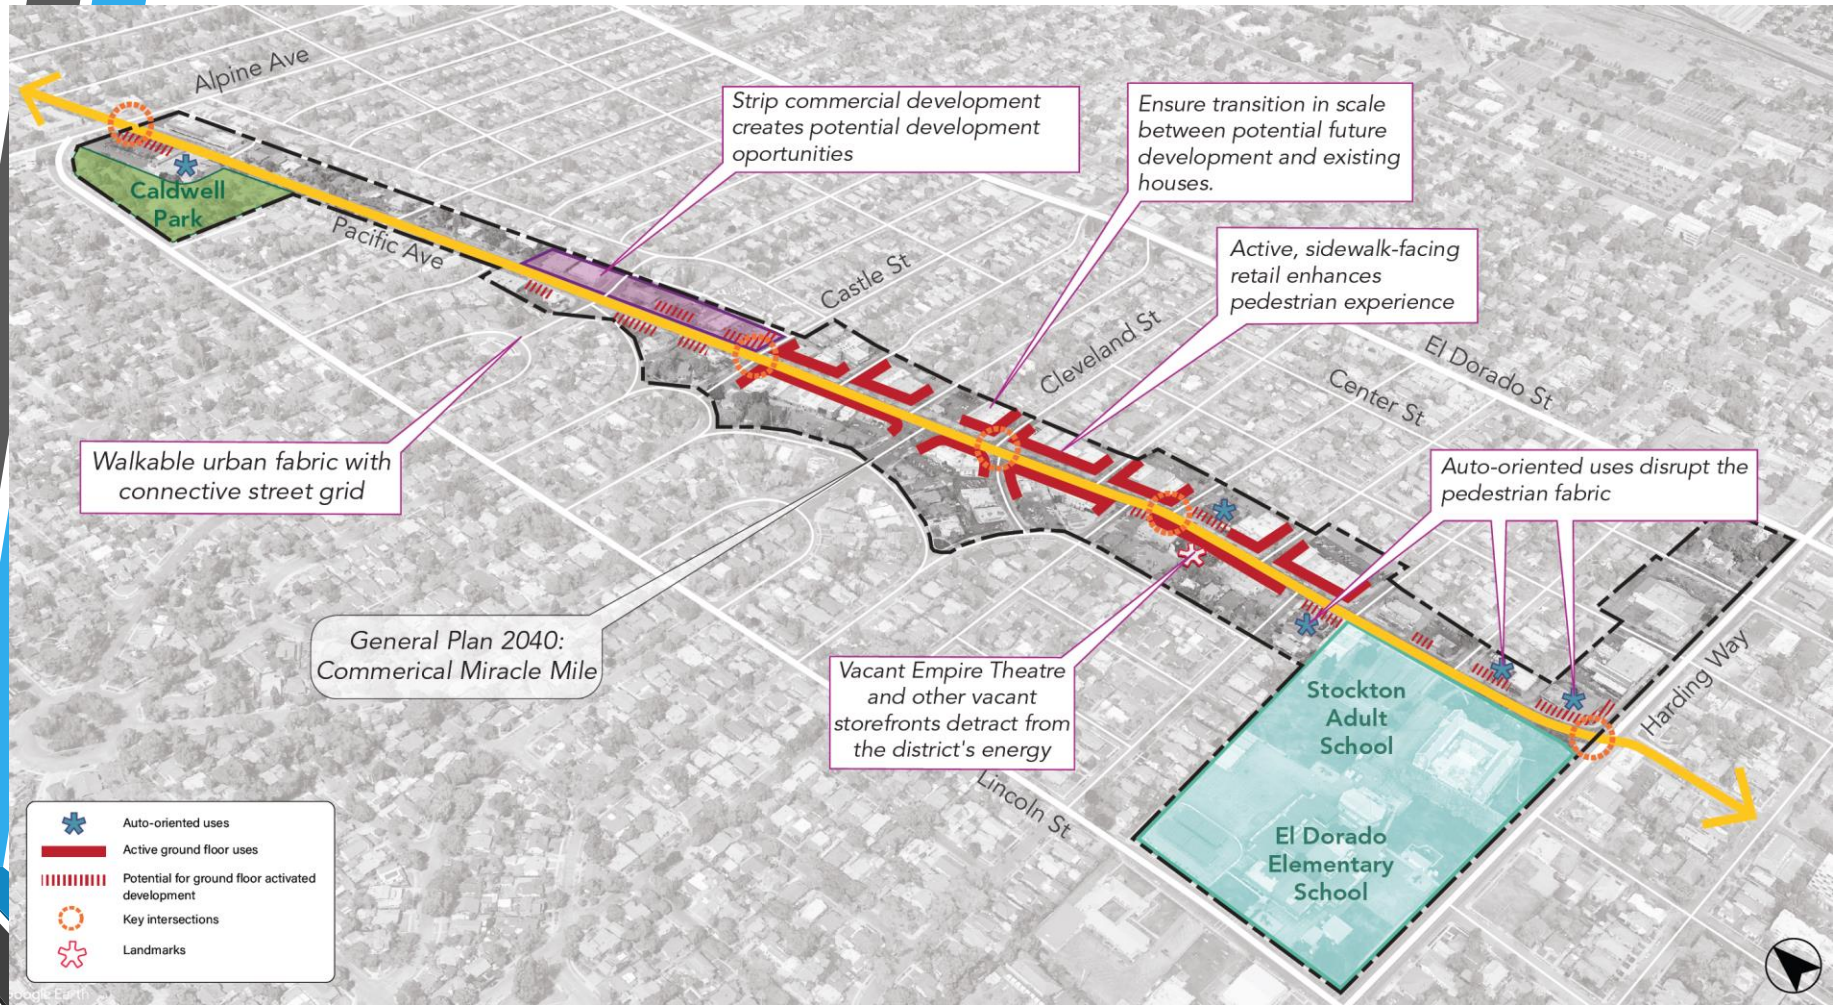 Alpine Ave
Strip commercial development
creates potential development
oportunities
Ensure transition in scale
between potential future
development and existing
houses.
Caldwell
Park
Pacific Ave
Castle St
Active, sidewalk-facing
retail enhances
pedestrian experience
Cleveland St
El Dorado St
Center St
Walkable urban fabric with
connective street grid
Auto-oriented uses disrupt the
pedestrian fabric
General Plan 2040:
Commerical Miracle Mile
Vacant Empire Theatre
and other vacant
storefronts detract from
the district's energy
Harding Way
Stockton
Adult
School
Lincoln St
El Dorado
Elementary
School
Auto-oriented uses
Active ground floor uses
Potential for ground floor activated
development
Key intersections
Landmarks
Google Earth